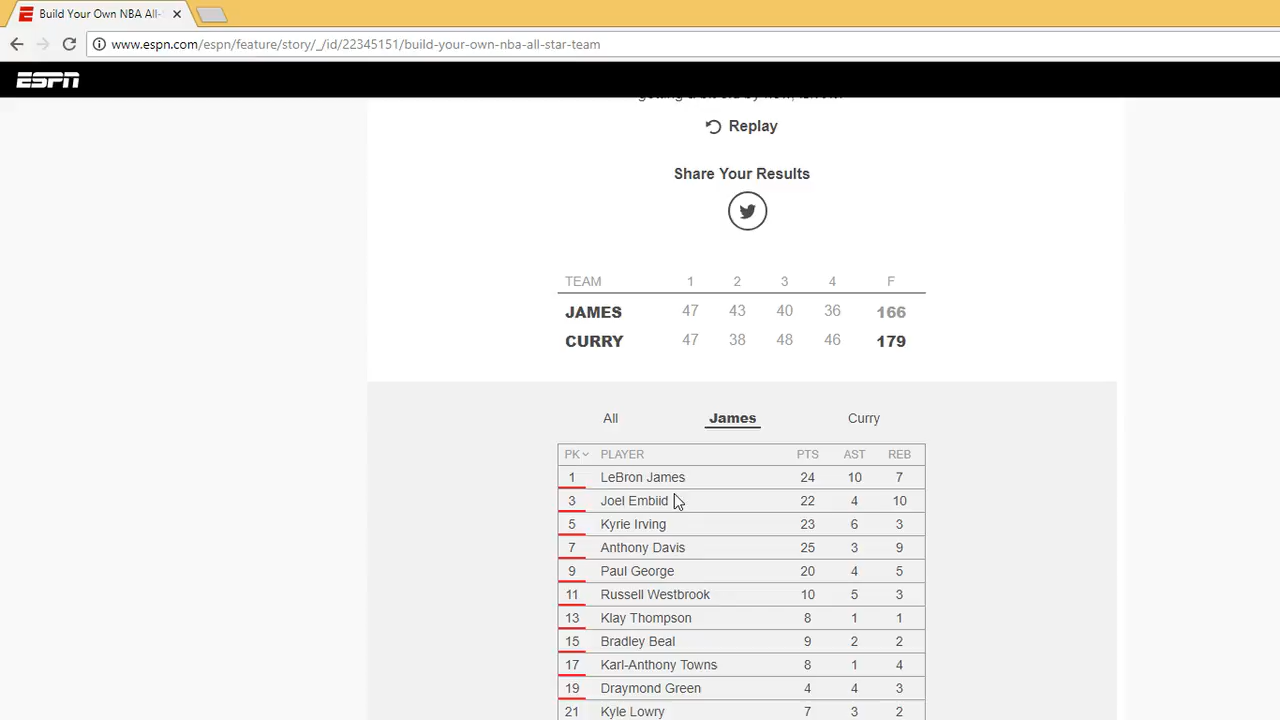 Build Your Own NBA All-
www.espn.com/espn/feature/story/_/id/22345151/build-your-own-nba-all-star-team
ESPN
Replay
Share Your Results
TEAM 1 2 3 4 F
JAMES 47 43 40 36 166
CURRY 47 38 48 46 179
All James Curry
PK PLAYER PTS AST REB
1 LeBron James 24 10 7
3 Joel Embiid 22 4 10
5 Kyrie Irving 23 6 3
7 Anthony Davis 25 3 9
9 Paul George 20 4 5
11 Russell Westbrook 10 5 3
13 Klay Thompson 8 1 1
15 Bradley Beal 9 2 2
17 Karl-Anthony Towns 8 1 4
19 Draymond Green 4 4 3
21 Kyle Lowry 7 3 2